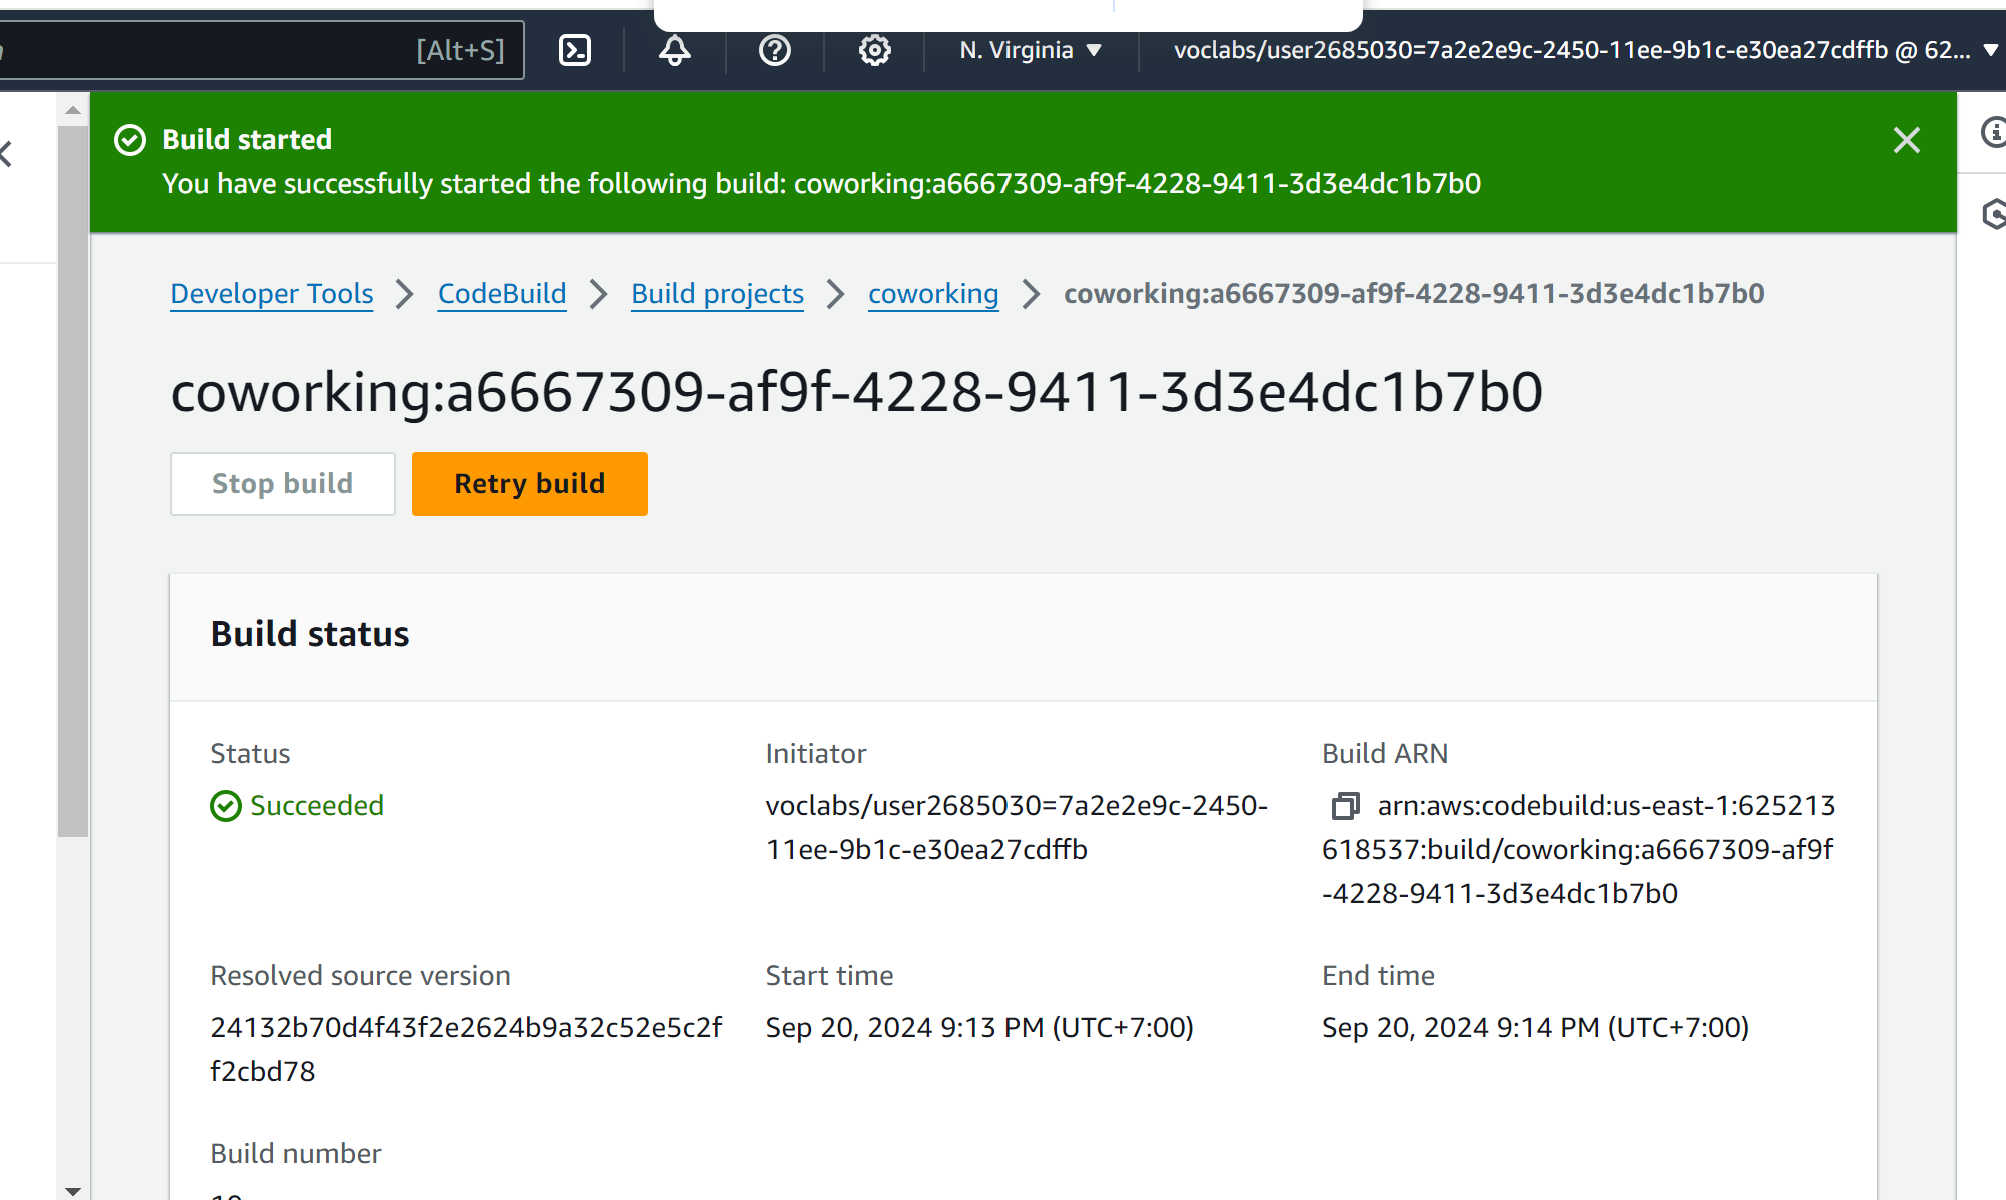 [Alt+S]
N. Virginia
voclabs/user2685030=7a2e2e9c-2450-11ee-9b1c-e30ea27cdffb @ 62...
Build started
You have successfully started the following build: coworking:a6667309-af9f-4228-9411-3d3e4dc1b7b0
Developer Tools
CodeBuild
Build projects
coworking
coworking:a6667309-af9f-4228-9411-3d3e4dc1b7b0
coworking:a6667309-af9f-4228-9411-3d3e4dc1b7b0
Stop build
Retry build
Build status
Status
Succeeded
Initiator
voclabs/user2685030=7a2e2e9c-2450-
11ee-9b1c-e30ea27cdffb
Build ARN
arn:aws:codebuild:us-east-1:625213
618537:build/coworking:a6667309-af9f
-4228-9411-3d3e4dc1b7b0
Resolved source version
24132b70d4f43f2e2624b9a32c52e5c2f
f2cbd78
Start time
Sep 20, 2024 9:13 PM (UTC+7:00)
End time
Sep 20, 2024 9:14 PM (UTC+7:00)
Build number